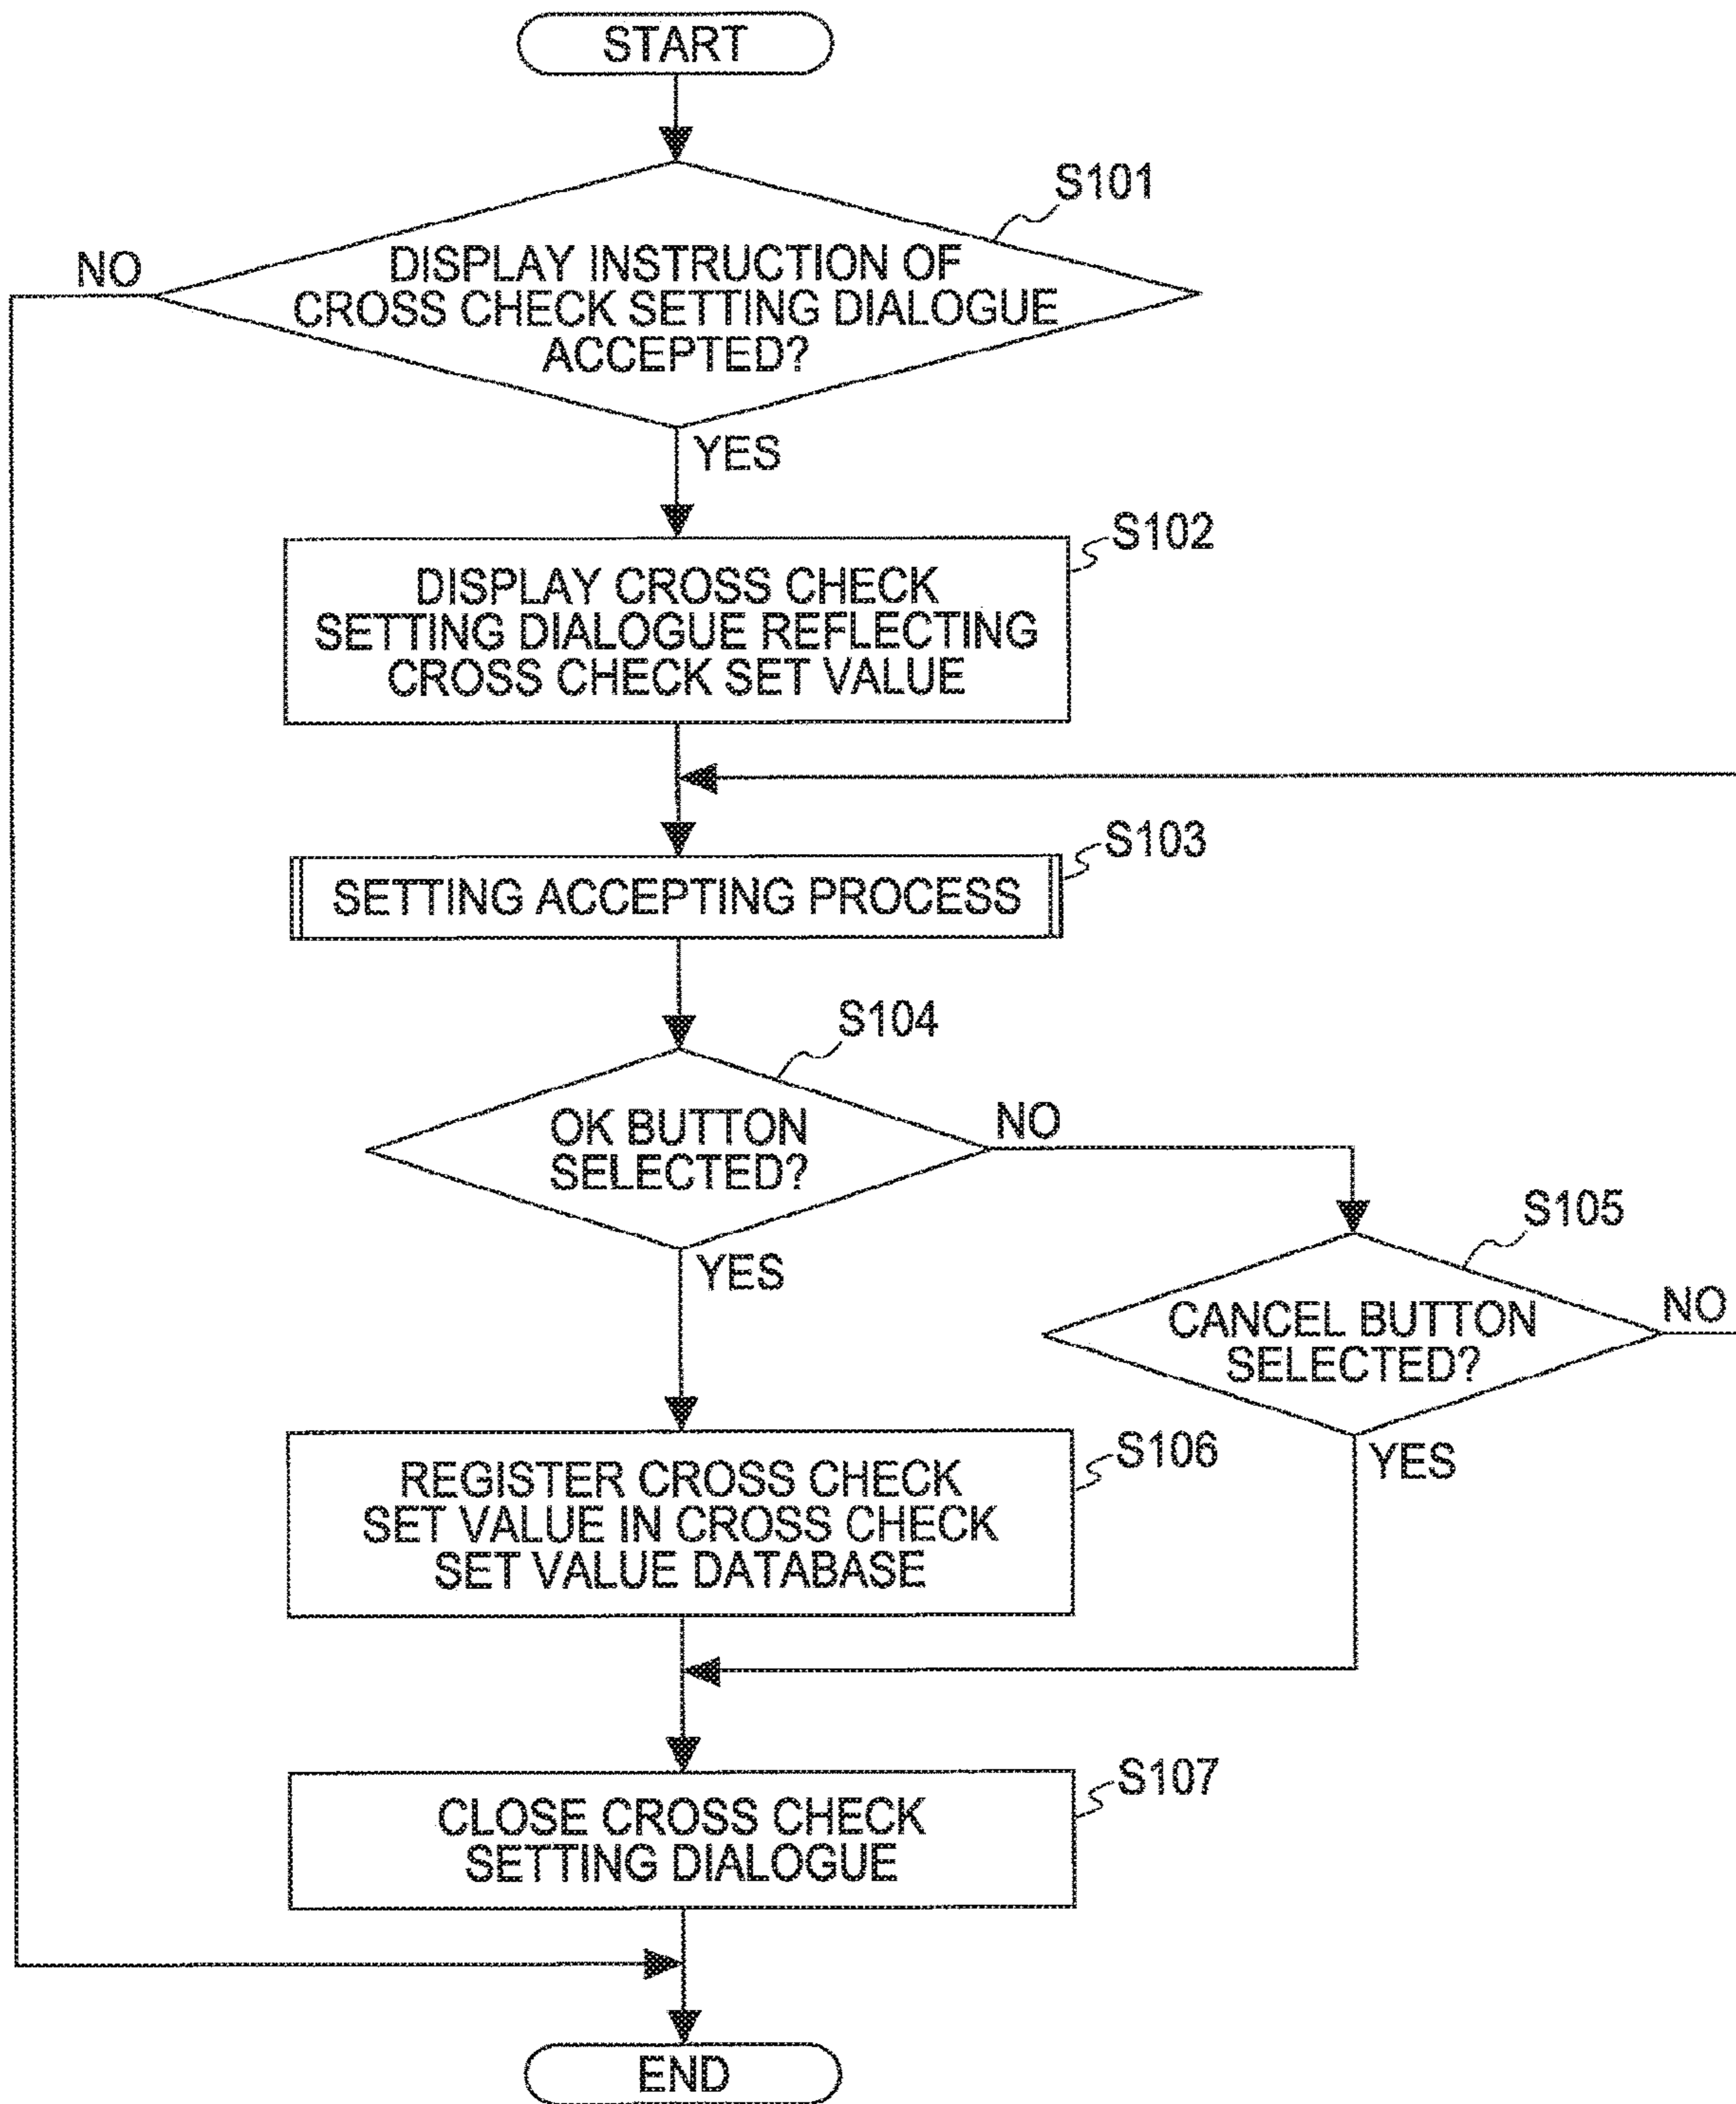 START
S101
NO
DISPLAY INSTRUCTION OF
CROSS CHECK SETTING DIALOGUE
ACCEPTED?
YES
S102
DISPLAY CROSS CHECK
SETTING DIALOGUE REFLECTING
CROSS CHECK SET VALUE
S103
SETTING ACCEPTING PROCESS
S104
OK BUTTON
SELECTED?
NO
YES
S105
CANCEL BUTTON
SELECTED?
NO
YES
S106
REGISTER CROSS CHECK
SET VALUE IN CROSS CHECK
SET VALUE DATABASE
S107
CLOSE CROSS CHECK
SETTING DIALOGUE
END